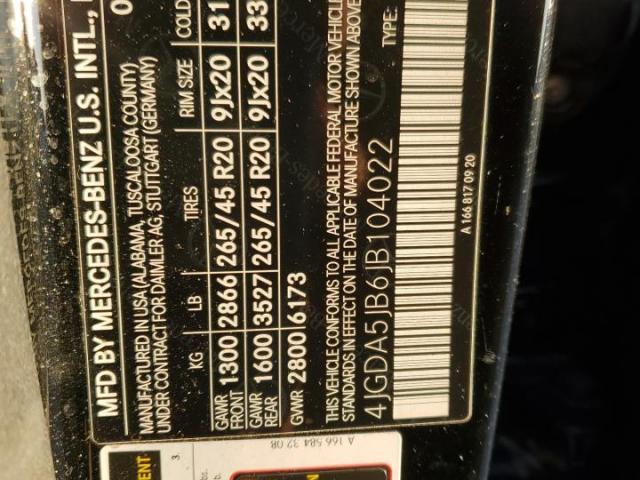 MFD BY MERCEDES-BENZ U.S. INTL.,
MANUFACTURED IN USA (ALABAMA, TUSCALOOSA COUNTY)
UNDER CONTRACT FOR DAIMLER AG, STUTTGART (GERMANY)
KG LB TIRES RIM SIZE COLD
GAWR FRONT 1300 2866 265/45 R20 9Jx20 31
GAWR REAR 1600 3527 265/45 R20 9Jx20 33
GVWR 2800 6173
THIS VEHICLE CONFORMS TO ALL APPLICABLE FEDERAL MOTOR VEHICLE
STANDARDS IN EFFECT ON THE DATE OF MANUFACTURE SHOWN ABOVE
4JGDA5JB6JB104022 TYPE:
A 166 817 09 20
A 166 584 32 08
3.